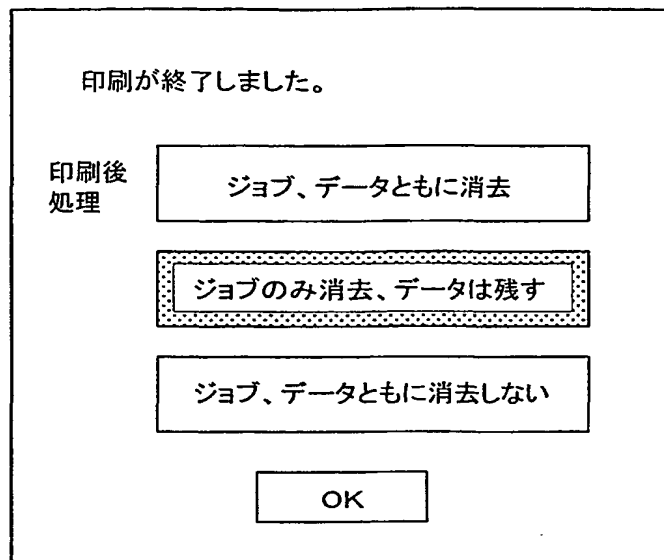 印刷が終了しました。
印刷後
処理
ジョブ、データともに消去
ジョブのみ消去、データは残す
ジョブ、データともに消去しない
OK